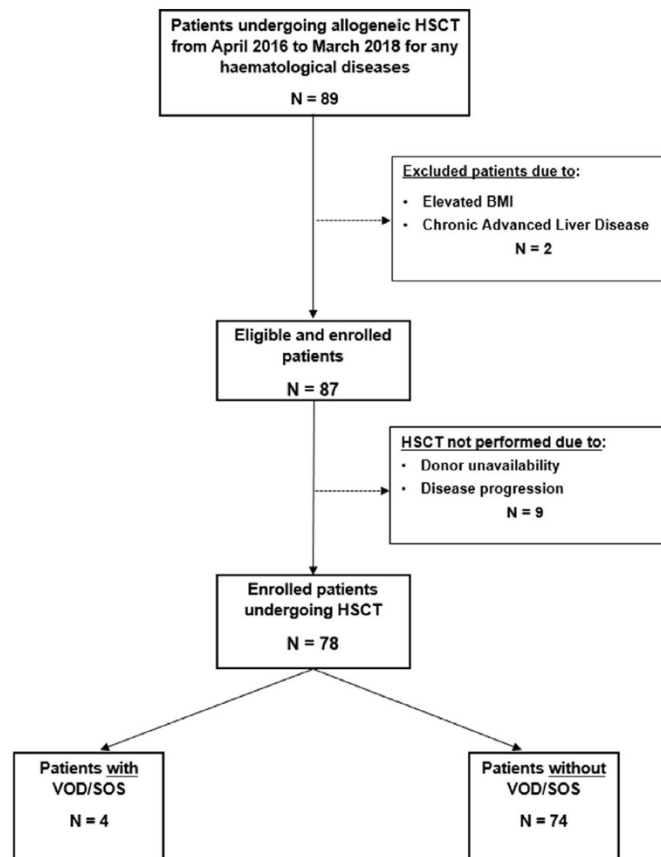 Patients undergoing allogeneic HSCT
from April 2016 to March 2018 for any
haematological diseases
N = 89
Excluded patients due to:
• Elevated BMI
• Chronic Advanced Liver Disease
N = 2
Eligible and enrolled
patients
N = 87
HSCT not performed due to:
• Donor unavailability
• Disease progression
N = 9
Enrolled patients
undergoing HSCT
N = 78
Patients with
VOD/SOS
N = 4
Patients without
VOD/SOS
N = 74